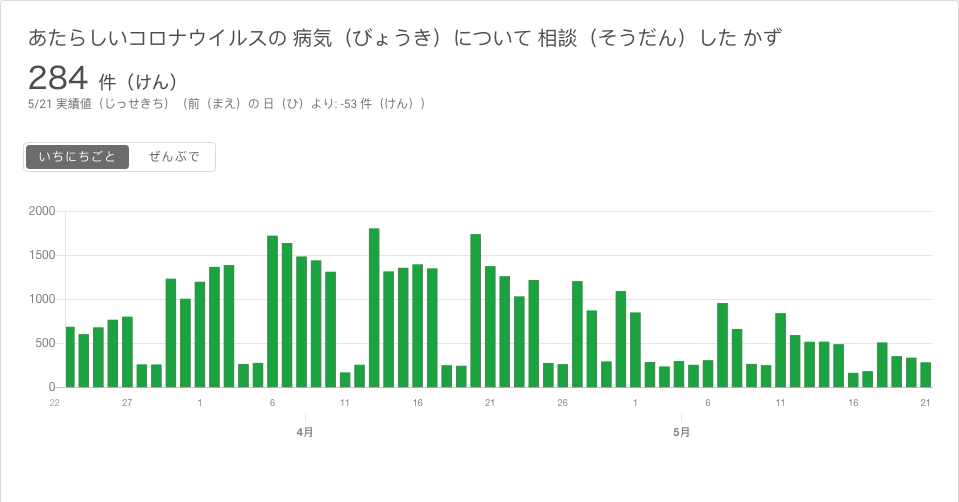 あたらしいコロナウイルスの 病気（びょうき）について 相談（そうだん）した かず
284 件（けん）
5/21 実績値（じっせきち）（前（まえ）の 日（ひ）より: -53 件（けん））
いちにちごと ぜんぶで
2000
1500
1000
500
0
22 27 1 6 11 16 21 26 1 6 11 16 21
4月 5月